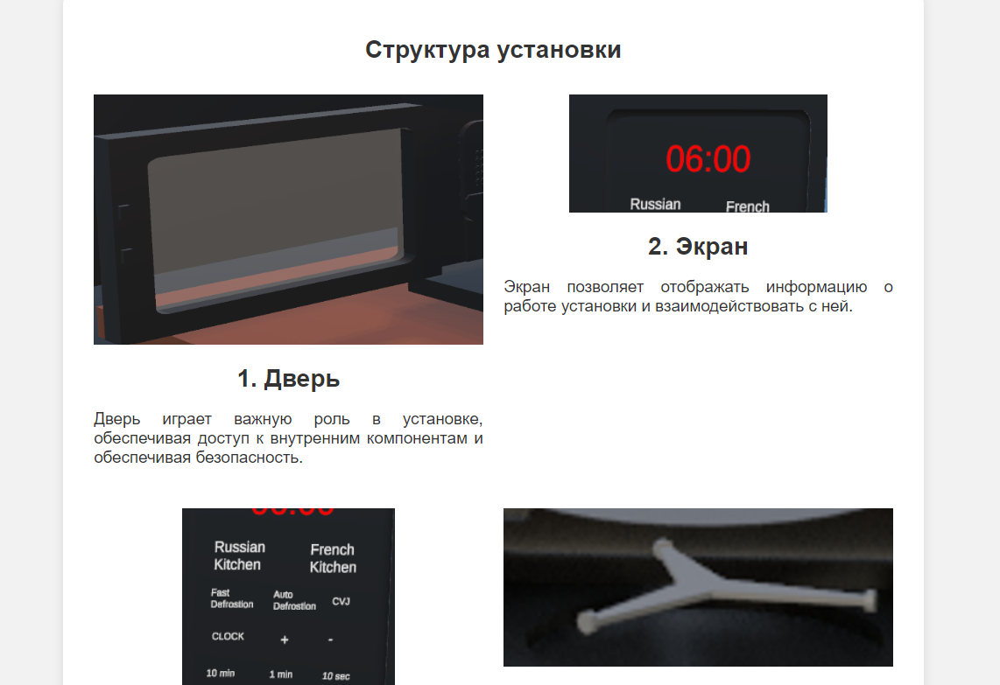 Структура установки
06:00
Russian French
2. Экран
Экран позволяет отображать информацию о
работе установки и взаимодействовать с ней.
1. Дверь
Дверь играет важную роль в установке,
обеспечивая доступ к внутренним компонентам и
обеспечивая безопасность.
Russian French
Kitchen Kitchen
Fast Auto CVJ
Defrostion Defrostion
CLOCK + -
10 min 1 min 10 sec